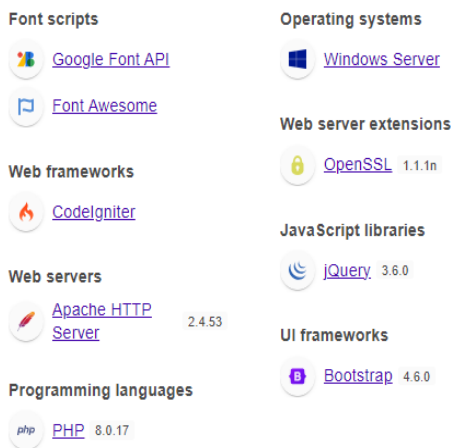 Font scripts
Google Font API
Font Awesome
Web frameworks
CodeIgniter
Web servers
Apache HTTP
Server 2.4.53
Programming languages
php PHP 8.0.17
Operating systems
Windows Server
Web server extensions
OpenSSL 1.1.1n
JavaScript libraries
jQuery 3.6.0
UI frameworks
B Bootstrap 4.6.0